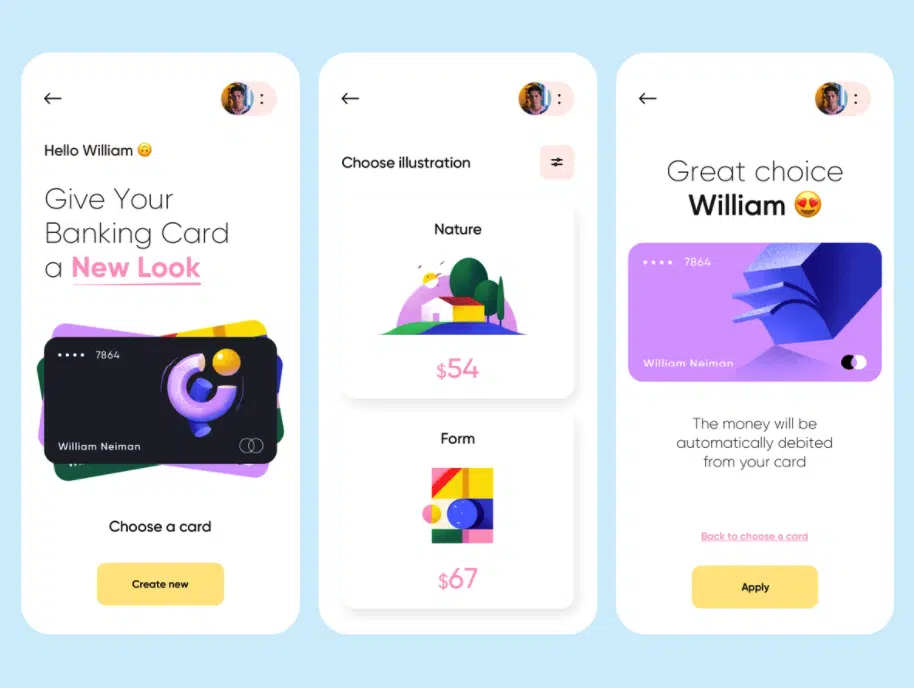 Hello William 🙃
Give Your
Banking Card
a New Look
•••• 7864
William Neiman
Choose a card
Create new
Choose illustration
Nature
$54
Form
$67
Great choice
William 😍
•••• 7864
William Neiman
The money will be
automatically debited
from your card
Back to choose a card
Apply